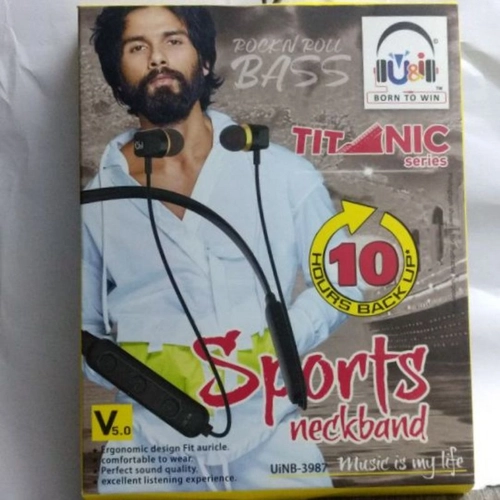 ROCK N ROLL
BASS
U&i
BORN TO WIN
TM
TITANIC
series
10
HOURS BACK UP*
Sports
neckband
V5.0
Ergonomic design Fit auricle.
comfortable to wear.
Perfect sound quality.
excellent listening experience.
UiNB-3987
Music is my life